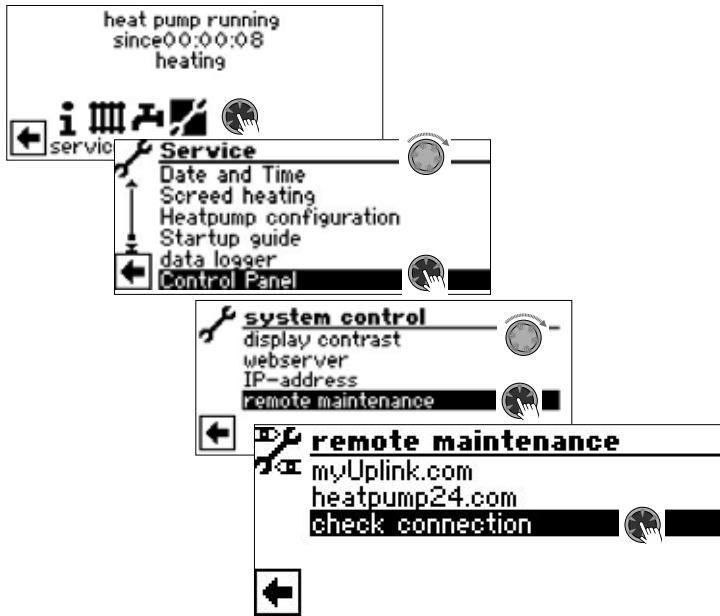 heat pump running
since00:00:08
heating
servic
Service
Date and Time
Screed heating
Heatpump configuration
Startup guide
data logger
Control Panel
system control
display contrast
webserver
IP-address
remote maintenance
remote maintenance
myUplink.com
heatpump24.com
check connection